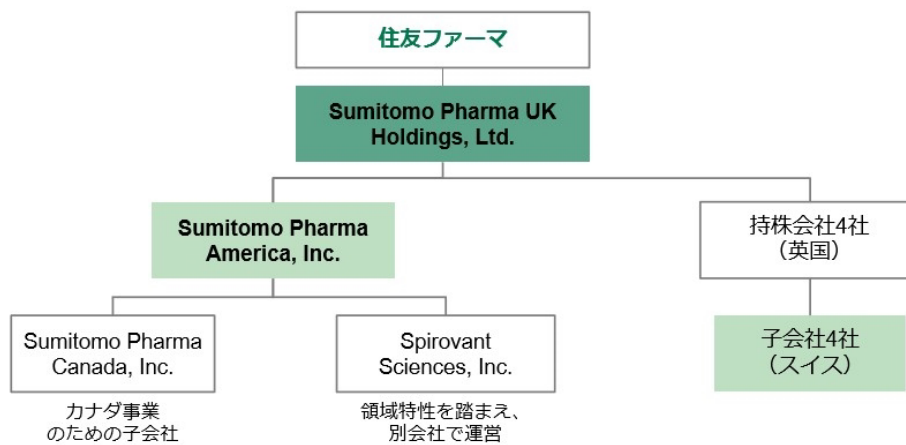 住友ファーマ
Sumitomo Pharma UK
Holdings, Ltd.
Sumitomo Pharma
America, Inc.
持株会社4社
（英国）
Sumitomo Pharma
Canada, Inc.
Spirovant
Sciences, Inc.
子会社4社
（スイス）
カナダ事業
のための子会社
領域特性を踏まえ、
別会社で運営